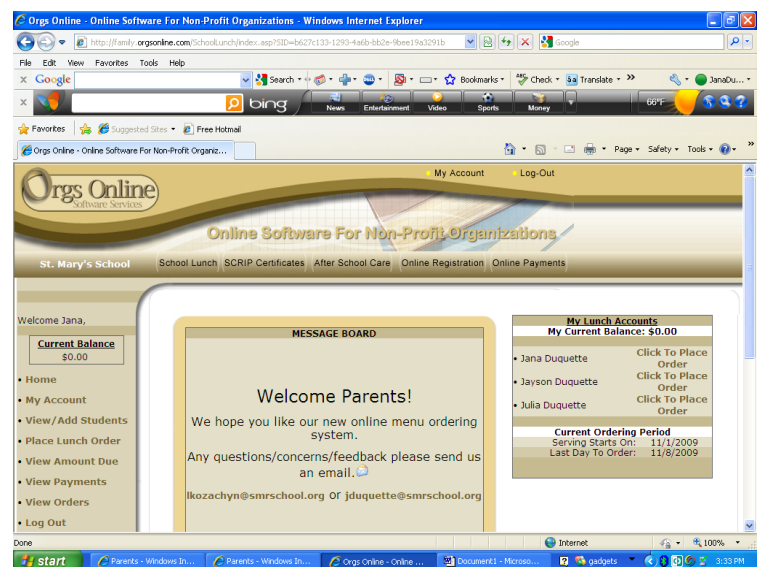 Orgs Online - Online Software For Non-Profit Organizations - Windows Internet Explorer
http://family.orgsonline.com/SchoolLunch/index.asp?SID=b627c133-1293-4a6b-bb2e-9bee19a3291b
Google
File Edit View Favorites Tools Help
x Google Search Bookmarks Check Translate >> JanaDu...
x bing News Entertainment Video Sports Money 66°F
Favorites Suggested Sites Free Hotmail
Orgs Online - Online Software For Non-Profit Organiz...
Page Safety Tools >>
My Account Log-Out
Orgs Online
Software Services
Online Software For Non-Profit Organizations
St. Mary's School School Lunch SCRIP Certificates After School Care Online Registration Online Payments
Welcome Jana,
Current Balance
$0.00
• Home
• My Account
• View/Add Students
• Place Lunch Order
• View Amount Due
• View Payments
• View Orders
• Log Out
MESSAGE BOARD
Welcome Parents!
We hope you like our new online menu ordering
system.
Any questions/concerns/feedback please send us
an email.
lkozachyn@smrschool.org or jduquette@smrschool.org
My Lunch Accounts
My Current Balance: $0.00
• Jana Duquette Click To Place
Order
• Jayson Duquette Click To Place
Order
• Julia Duquette Click To Place
Order
Current Ordering Period
Serving Starts On: 11/1/2009
Last Day To Order: 11/8/2009
Done Internet 100%
start Parents - Windows In... Parents - Windows In... Orgs Online - Online ... Document1 - Microso... gadgets 3:33 PM